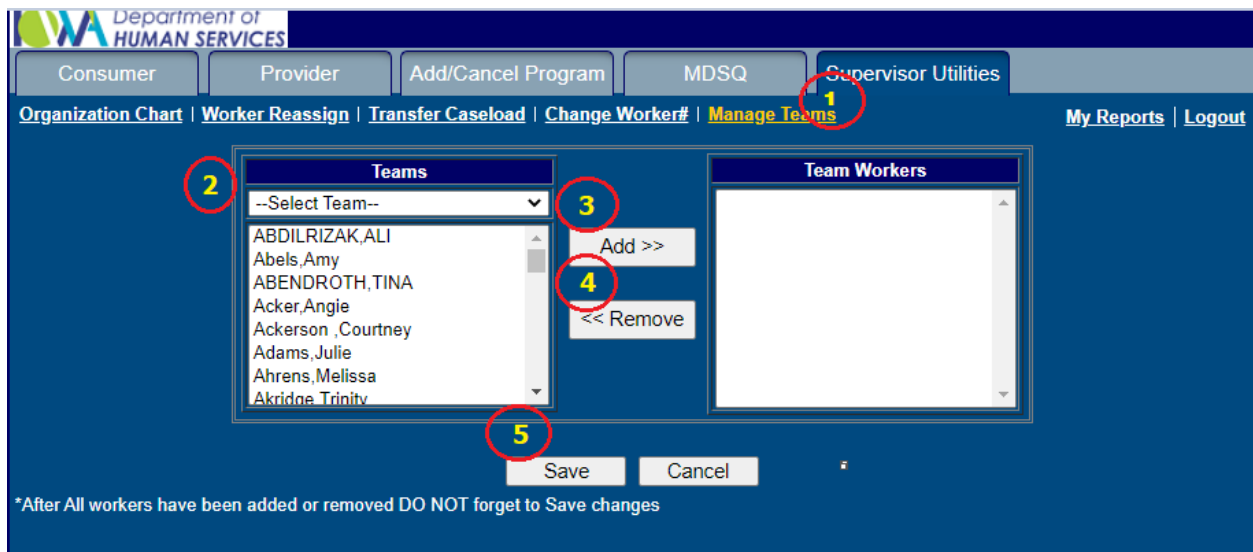 IOWA Department of
HUMAN SERVICES
Consumer Provider Add/Cancel Program MDSQ Supervisor Utilities
1
Organization Chart | Worker Reassign | Transfer Caseload | Change Worker# | Manage Teams My Reports | Logout
2
Teams
--Select Team--
3
ABDILRIZAK,ALI
Abels,Amy
ABENDROTH,TINA
Acker,Angie
Ackerson ,Courtney
Adams,Julie
Ahrens,Melissa
Akridge Trinity
Add >>
4
<< Remove
Team Workers
5
Save Cancel
*After All workers have been added or removed DO NOT forget to Save changes